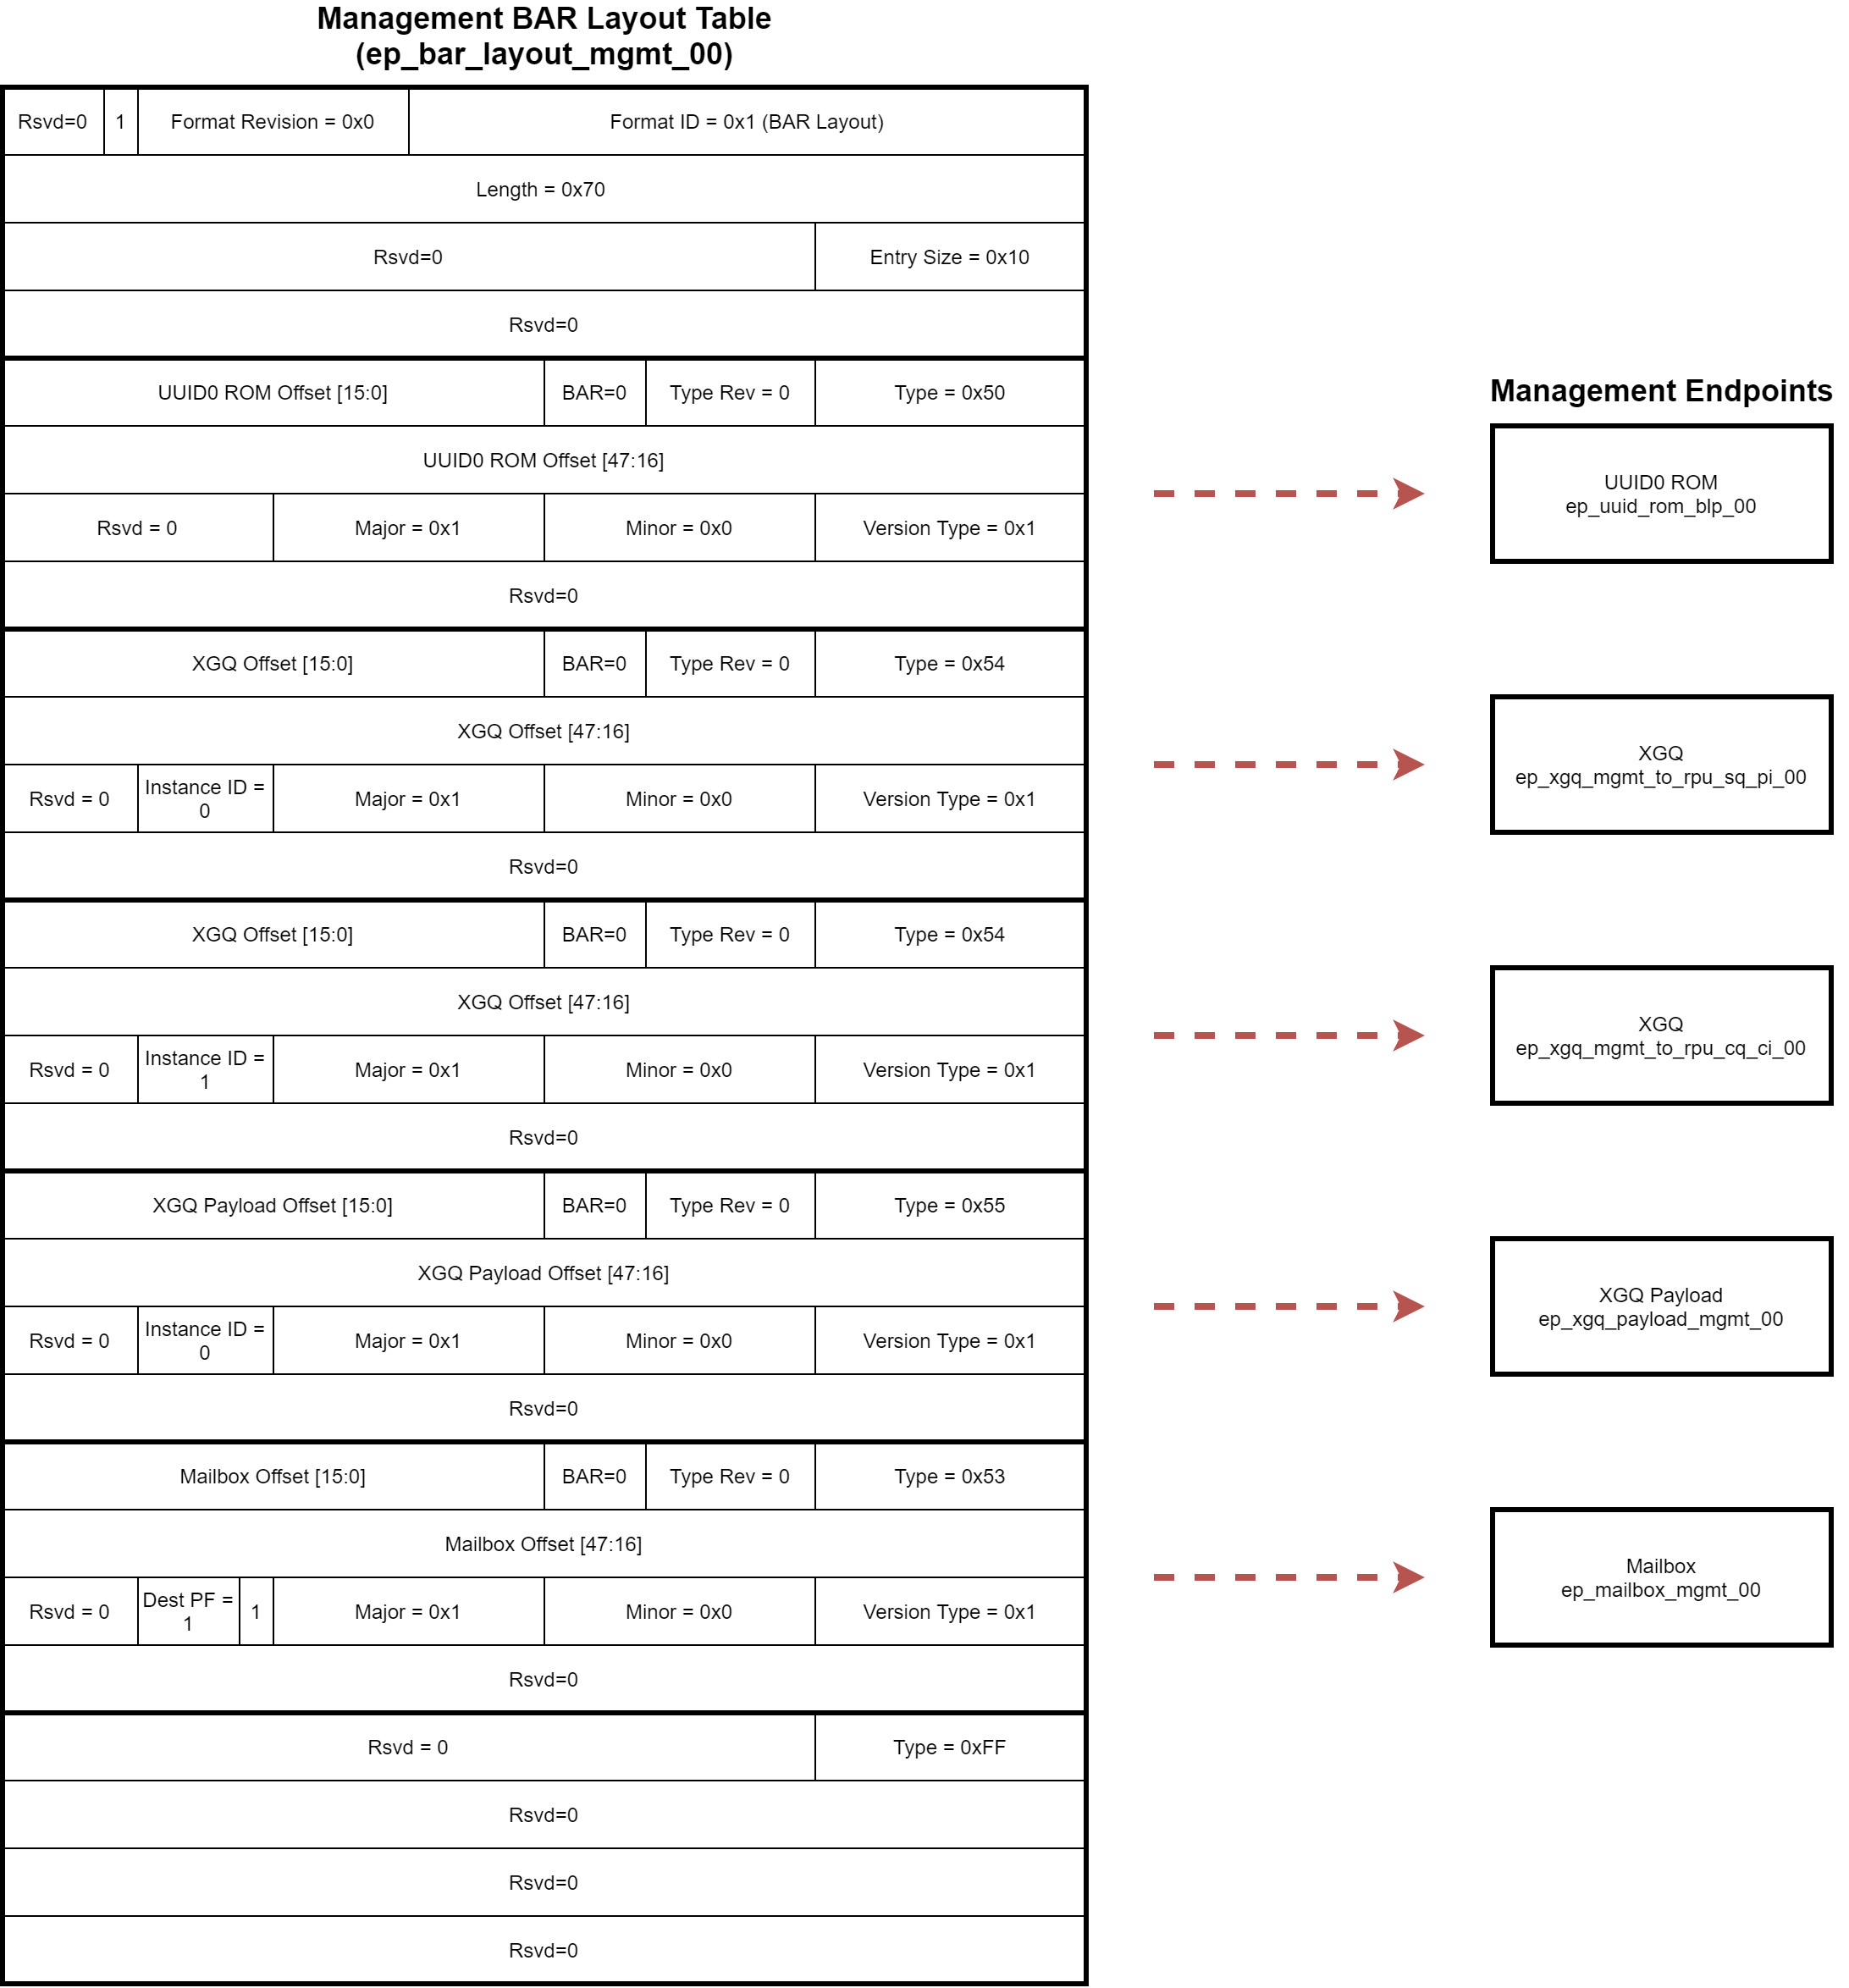 Management BAR Layout Table
(ep_bar_layout_mgmt_00)
Rsvd=0
1
Format Revision = 0x0
Format ID = 0x1 (BAR Layout)
Length = 0x70
Rsvd=0
Entry Size = 0x10
Rsvd=0
UUID0 ROM Offset [15:0]
BAR=0
Type Rev = 0
Type = 0x50
UUID0 ROM Offset [47:16]
Rsvd = 0
Major = 0x1
Minor = 0x0
Version Type = 0x1
Rsvd=0
XGQ Offset [15:0]
BAR=0
Type Rev = 0
Type = 0x54
XGQ Offset [47:16]
Rsvd = 0
Instance ID =
0
Major = 0x1
Minor = 0x0
Version Type = 0x1
Rsvd=0
XGQ Offset [15:0]
BAR=0
Type Rev = 0
Type = 0x54
XGQ Offset [47:16]
Rsvd = 0
Instance ID =
1
Major = 0x1
Minor = 0x0
Version Type = 0x1
Rsvd=0
XGQ Payload Offset [15:0]
BAR=0
Type Rev = 0
Type = 0x55
XGQ Payload Offset [47:16]
Rsvd = 0
Instance ID =
0
Major = 0x1
Minor = 0x0
Version Type = 0x1
Rsvd=0
Mailbox Offset [15:0]
BAR=0
Type Rev = 0
Type = 0x53
Mailbox Offset [47:16]
Rsvd = 0
Dest PF =
1
1
Major = 0x1
Minor = 0x0
Version Type = 0x1
Rsvd=0
Rsvd = 0
Type = 0xFF
Rsvd=0
Rsvd=0
Rsvd=0
Management Endpoints
UUID0 ROM
ep_uuid_rom_blp_00
XGQ
ep_xgq_mgmt_to_rpu_sq_pi_00
XGQ
ep_xgq_mgmt_to_rpu_cq_ci_00
XGQ Payload
ep_xgq_payload_mgmt_00
Mailbox
ep_mailbox_mgmt_00